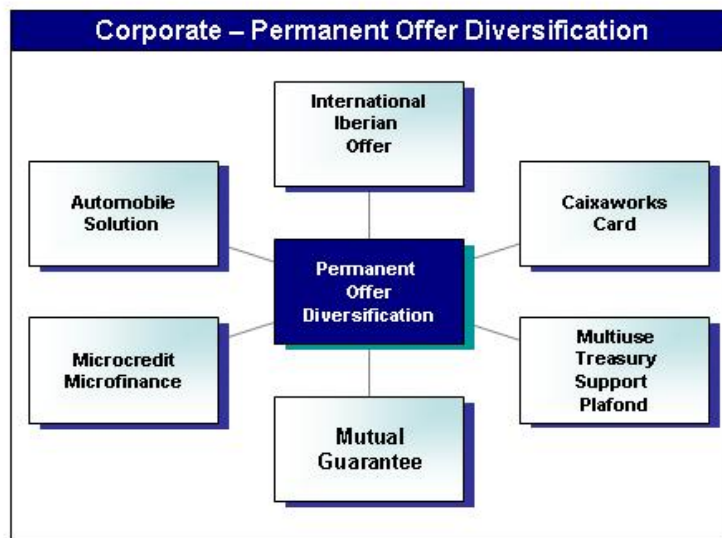 Corporate – Permanent Offer Diversification
International
Iberian
Offer
Automobile
Solution
Caixaworks
Card
Permanent
Offer
Diversification
Microcredit
Microfinance
Multiuse
Treasury
Support
Plafond
Mutual
Guarantee